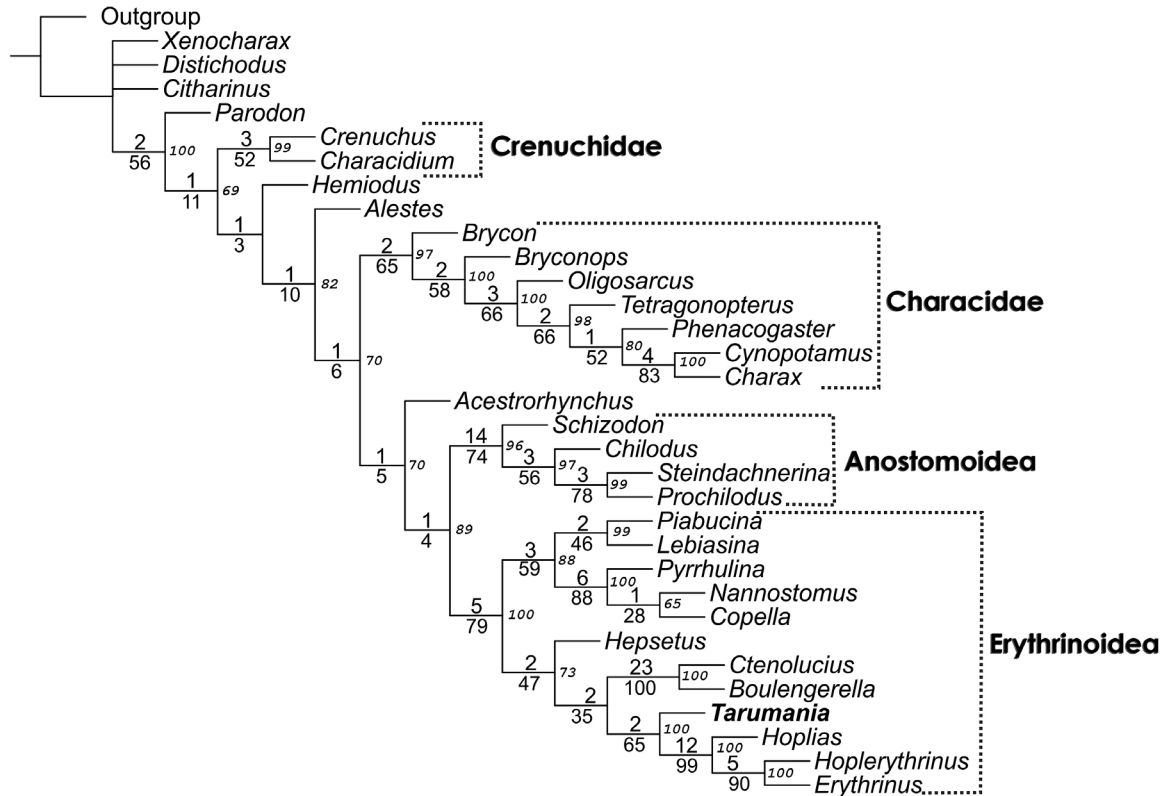 Outgroup
Xenocharax
Distichodus
Citharinus
Parodon
2
56
100
Crenuchus
3
52
99
Crenuchidae
Characidium
1
11
69
Hemiodus
1
3
Alestes
1
10
82
Brycon
2
65
97
Bryconops
2
58
100
Oligosarcus
3
66
100
Characidae
Tetragonopterus
2
66
98
Phenacogaster
1
52
80
Cynopotamus
4
83
100
Charax
1
6
70
Acestrorhynchus
1
5
70
Schizodon
14
74
96
Chilodus
3
56
97
Anostomoidea
Steindachnerina
3
78
99
Prochilodus
1
4
89
Piabucina
2
46
99
Lebiasina
3
59
88
Pyrrhulina
6
88
100
Nannostomus
1
28
65
Copella
5
79
100
Erythrinoidea
Hepsetus
2
47
73
Ctenolucius
23
100
100
Boulengerella
2
35
Tarumania
2
65
100
Hoplias
12
99
100
Hoplerythrinus
5
90
100
Erythrinus